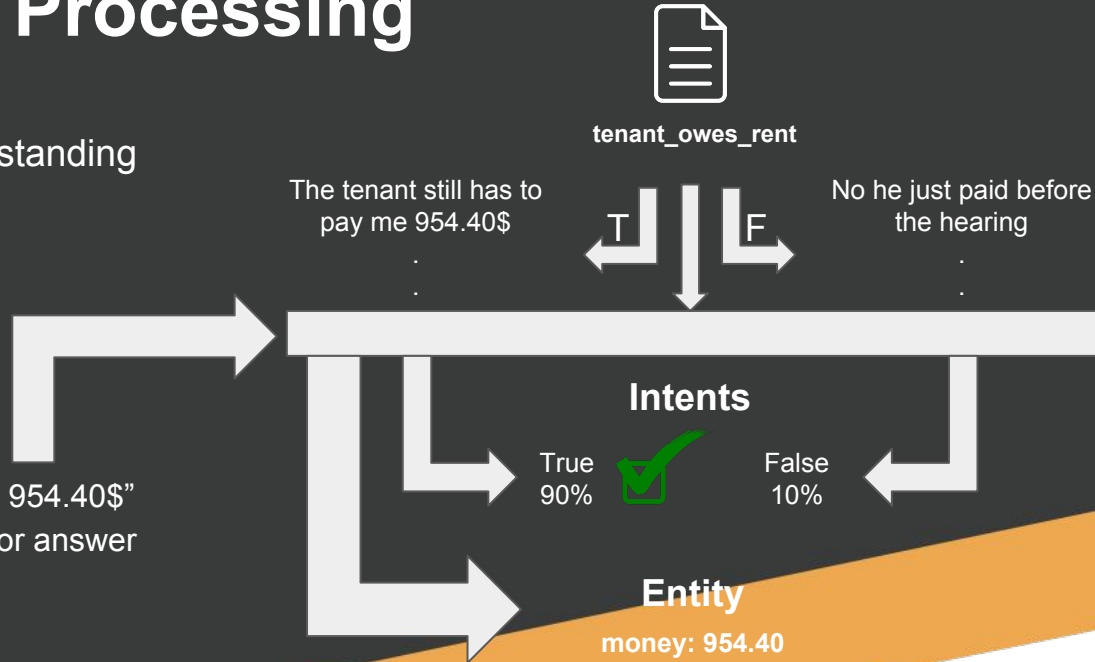 Processing
standing
tenant_owes_rent
The tenant still has to
pay me 954.40$
.
.
T
F
No he just paid before
the hearing
.
.
Intents
True
90%
False
10%
954.40$”
or answer
Entity
money: 954.40